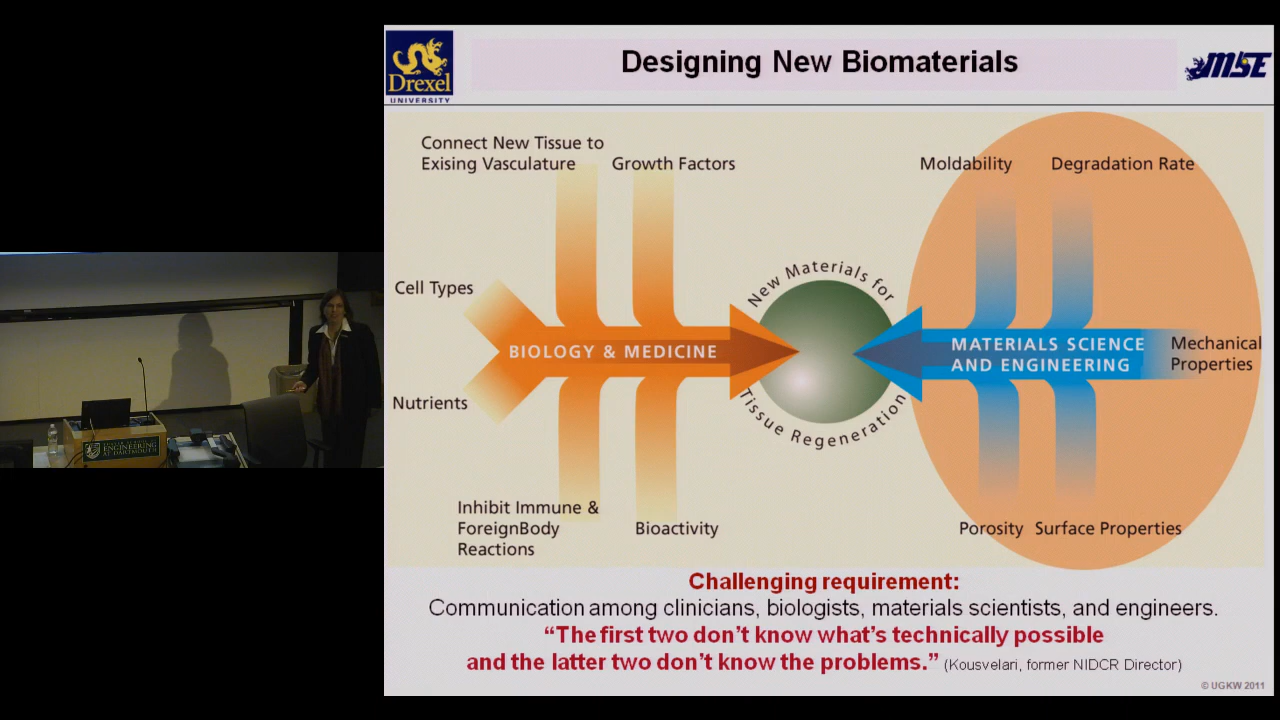 Drexel
UNIVERSITY
Designing New Biomaterials
MSE
Connect New Tissue to
Exising Vasculature
Growth Factors
Moldability
Degradation Rate
Cell Types
New Materials for
BIOLOGY & MEDICINE
MATERIALS SCIENCE
AND ENGINEERING
Mechanical
Properties
Nutrients
Tissue Regeneration
Inhibit Immune &
ForeignBody
Reactions
Bioactivity
Porosity
Surface Properties
Challenging requirement:
Communication among clinicians, biologists, materials scientists, and engineers.
“The first two don’t know what’s technically possible
and the latter two don’t know the problems.” (Kousvelari, former NIDCR Director)
© UGKW 2011
ENGINEERING
AT DARTMOUTH